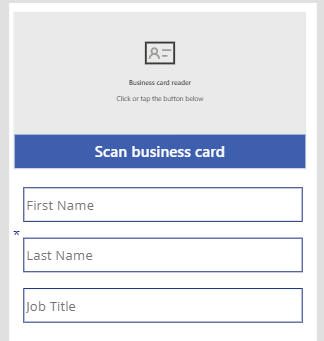 Business card reader
Click or tap the button below
Scan business card
First Name
*
Last Name
Job Title